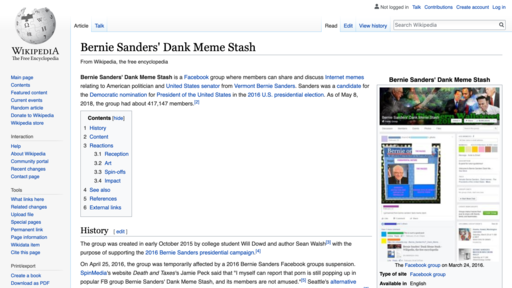 Not logged in Talk Contributions Create account Log in
Article Talk
Read Edit View history
Search Wikipedia
WIKIPEDIA
The Free Encyclopedia
Main page
Contents
Featured content
Current events
Random article
Donate to Wikipedia
Wikipedia store
Interaction
Help
About Wikipedia
Community portal
Recent changes
Contact page
Tools
What links here
Related changes
Upload file
Special pages
Permanent link
Page information
Wikidata item
Cite this page
Print/export
Create a book
Download as PDF
Bernie Sanders' Dank Meme Stash
From Wikipedia, the free encyclopedia
Bernie Sanders' Dank Meme Stash is a Facebook group where members can share and discuss Internet memes
relating to American politician and United States senator from Vermont Bernie Sanders. Sanders was a candidate for
the Democratic nomination for President of the United States in the 2016 U.S. presidential election. As of May 8,
2018, the group had about 417,147 members.[2]
Contents [hide]
1 History
2 Content
3 Reactions
3.1 Reception
3.2 Art
3.3 Spin-offs
3.4 Impact
4 See also
5 References
6 External links
History [ edit ]
The group was created in early October 2015 by college student Will Dowd and author Sean Walsh[3] with the
purpose of supporting the 2016 Bernie Sanders presidential campaign.[4]
On April 25, 2016, the group was temporarily affected by a 2016 Bernie Sanders Facebook groups suspension.
SpinMedia's website Death and Taxes's Jamie Peck said that "I myself can report that porn is still popping up in
popular FB group Bernie Sanders' Dank Meme Stash, and its members are not amused."[5] Seattle's alternative
Bernie Sanders' Dank Meme Stash
The Facebook group on March 24, 2016.
Type of site Facebook group
Available in English